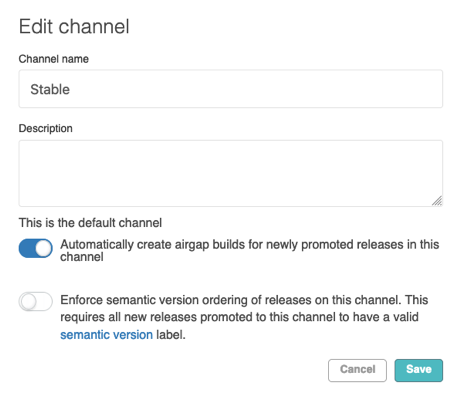 Edit channel
Channel name
Stable
Description
This is the default channel
Automatically create airgap builds for newly promoted releases in this
channel
Enforce semantic version ordering of releases on this channel. This
requires all new releases promoted to this channel to have a valid
semantic version label.
Cancel Save